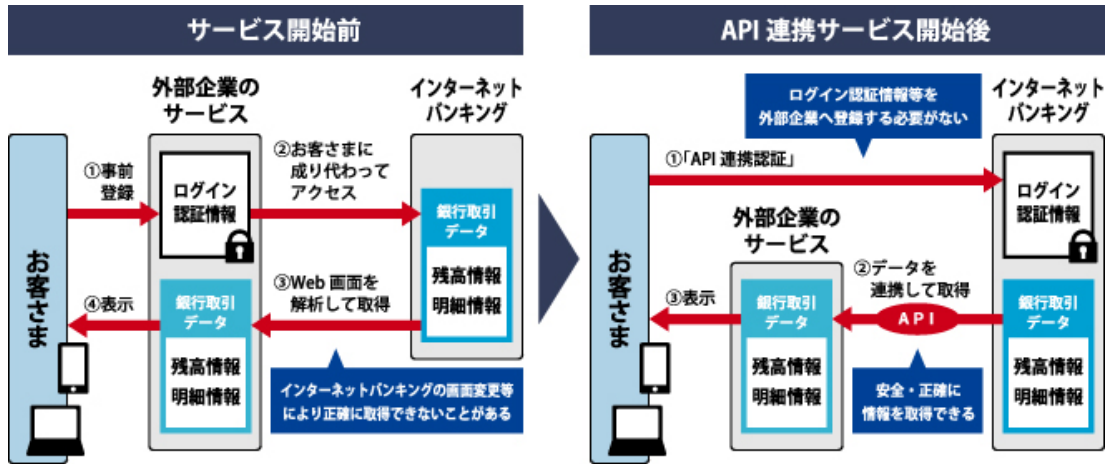 サービス開始前
外部企業の
サービス
インターネット
バンキング
①事前
登録
ログイン
認証情報
②お客さまに
成り代わって
アクセス
銀行取引
データ
残高情報
明細情報
お客さま
④表示
銀行取引
データ
残高情報
明細情報
③Web 画面を
解析して取得
インターネットバンキングの画面変更等
により正確に取得できないことがある
API 連携サービス開始後
ログイン認証情報等を
外部企業へ登録する必要がない
インターネット
バンキング
①「API 連携認証」
ログイン
認証情報
外部企業の
サービス
お客さま
③表示
銀行取引
データ
残高情報
明細情報
②データを
連携して取得
API
銀行取引
データ
残高情報
明細情報
安全・正確に
情報を取得できる